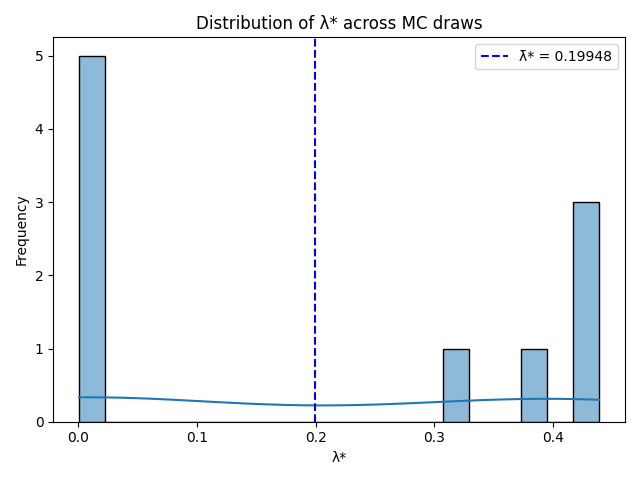 Distribution of λ* across MC draws
λ̄* = 0.19948
Frequency
5
4
3
2
1
0
0.0 0.1 0.2 0.3 0.4
λ*